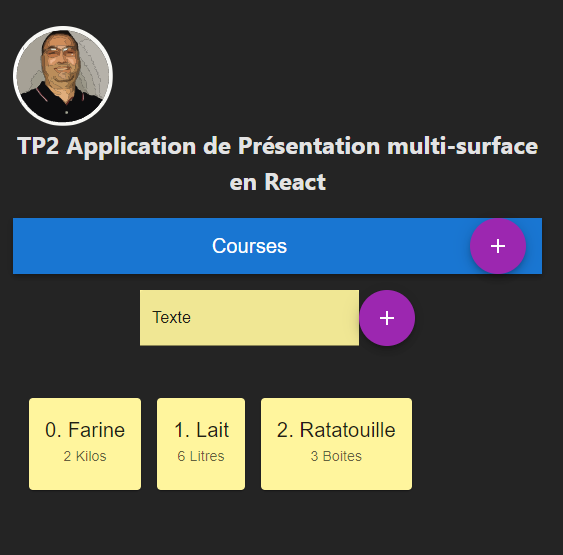 TP2 Application de Présentation multi-surface
en React
Courses
+
Texte
+
0. Farine
2 Kilos
1. Lait
6 Litres
2. Ratatouille
3 Boites